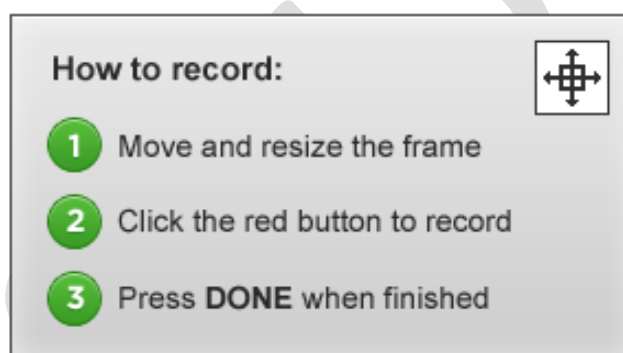 How to record:
1 Move and resize the frame
2 Click the red button to record
3 Press DONE when finished